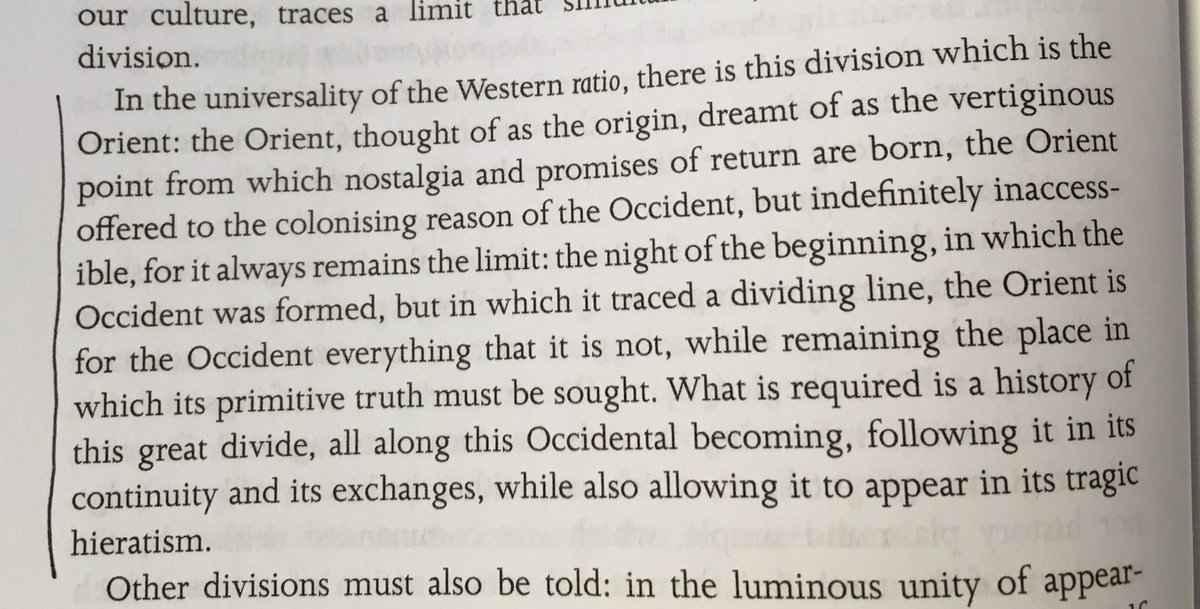 our culture, traces a limit that
division.
In the universality of the Western ratio, there is this division which is the
Orient: the Orient, thought of as the origin, dreamt of as the vertiginous
point from which nostalgia and promises of return are born, the Orient
offered to the colonising reason of the Occident, but indefinitely inaccess-
ible, for it always remains the limit: the night of the beginning, in which the
Occident was formed, but in which it traced a dividing line, the Orient is
for the Occident everything that it is not, while remaining the place in
which its primitive truth must be sought. What is required is a history of
this great divide, all along this Occidental becoming, following it in its
continuity and its exchanges, while also allowing it to appear in its tragic
hieratism.
Other divisions must also be told: in the luminous unity of appear-